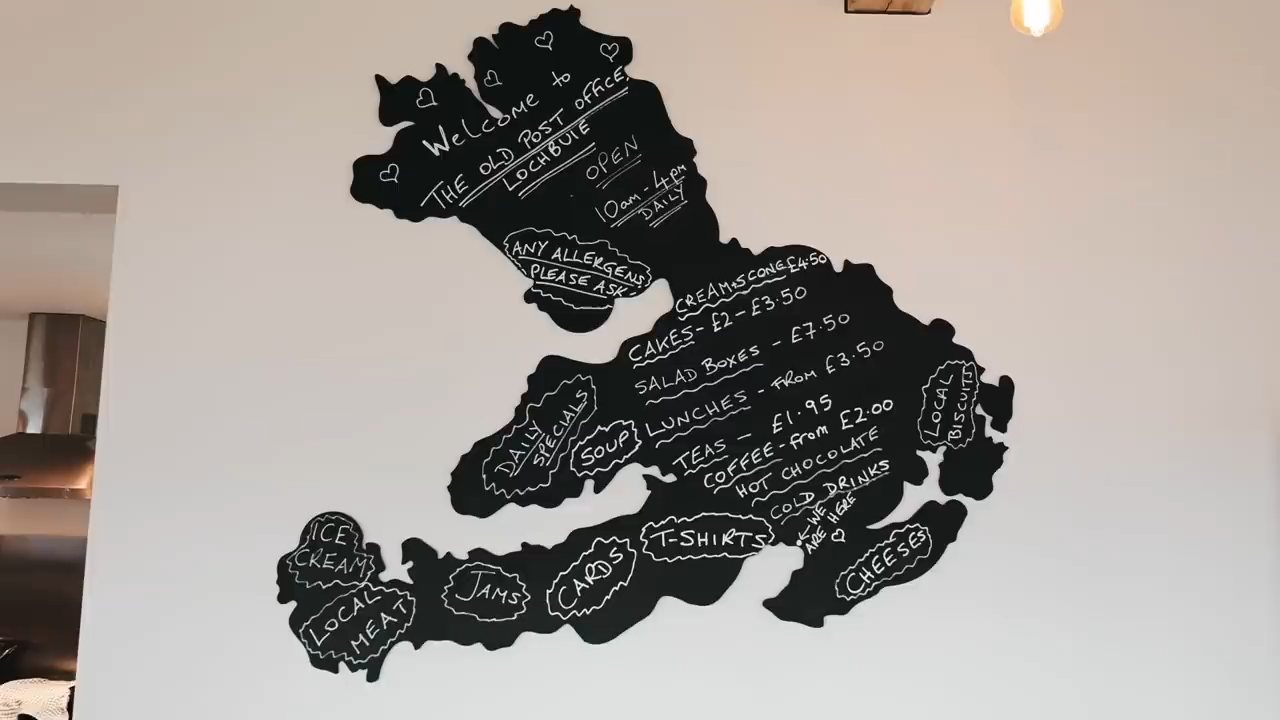 Welcome to
THE OLD POST OFFICE
LOCHBUIE
OPEN
10am - 4pm
DAILY
ANY ALLERGENS
PLEASE ASK
CREAM + SCONE £4.50
CAKES - £2 - £3.50
SALAD BOXES - £7.50
LUNCHES - FROM £3.50
TEAS - £1.95
COFFEE - from £2.00
HOT CHOCOLATE
COLD DRINKS
WE
ARE HERE
DAILY
SPECIALS
SOUP
LOCAL
BISCUITS
T-SHIRTS
CHEESES
CARDS
JAMS
ICE
CREAM
LOCAL
MEAT